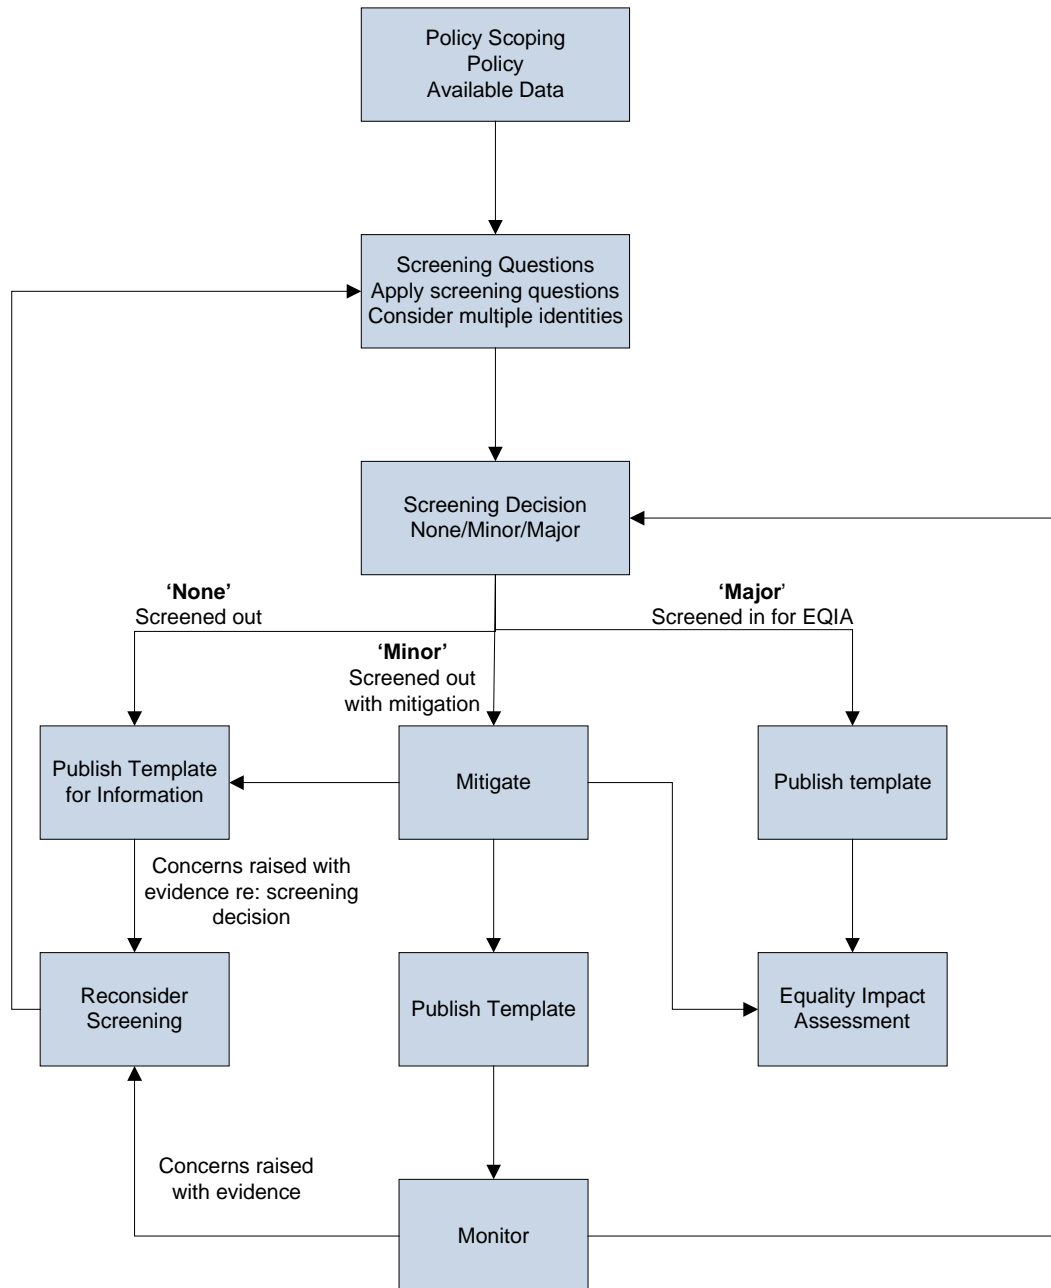 Policy Scoping
Policy
Available Data
Screening Questions
Apply screening questions
Consider multiple identities
Screening Decision
None/Minor/Major
‘None’
Screened out
‘Major’
Screened in for EQIA
‘Minor’
Screened out
with mitigation
Publish Template
for Information
Mitigate
Publish template
Concerns raised with
evidence re: screening
decision
Reconsider
Screening
Publish Template
Equality Impact
Assessment
Concerns raised
with evidence
Monitor